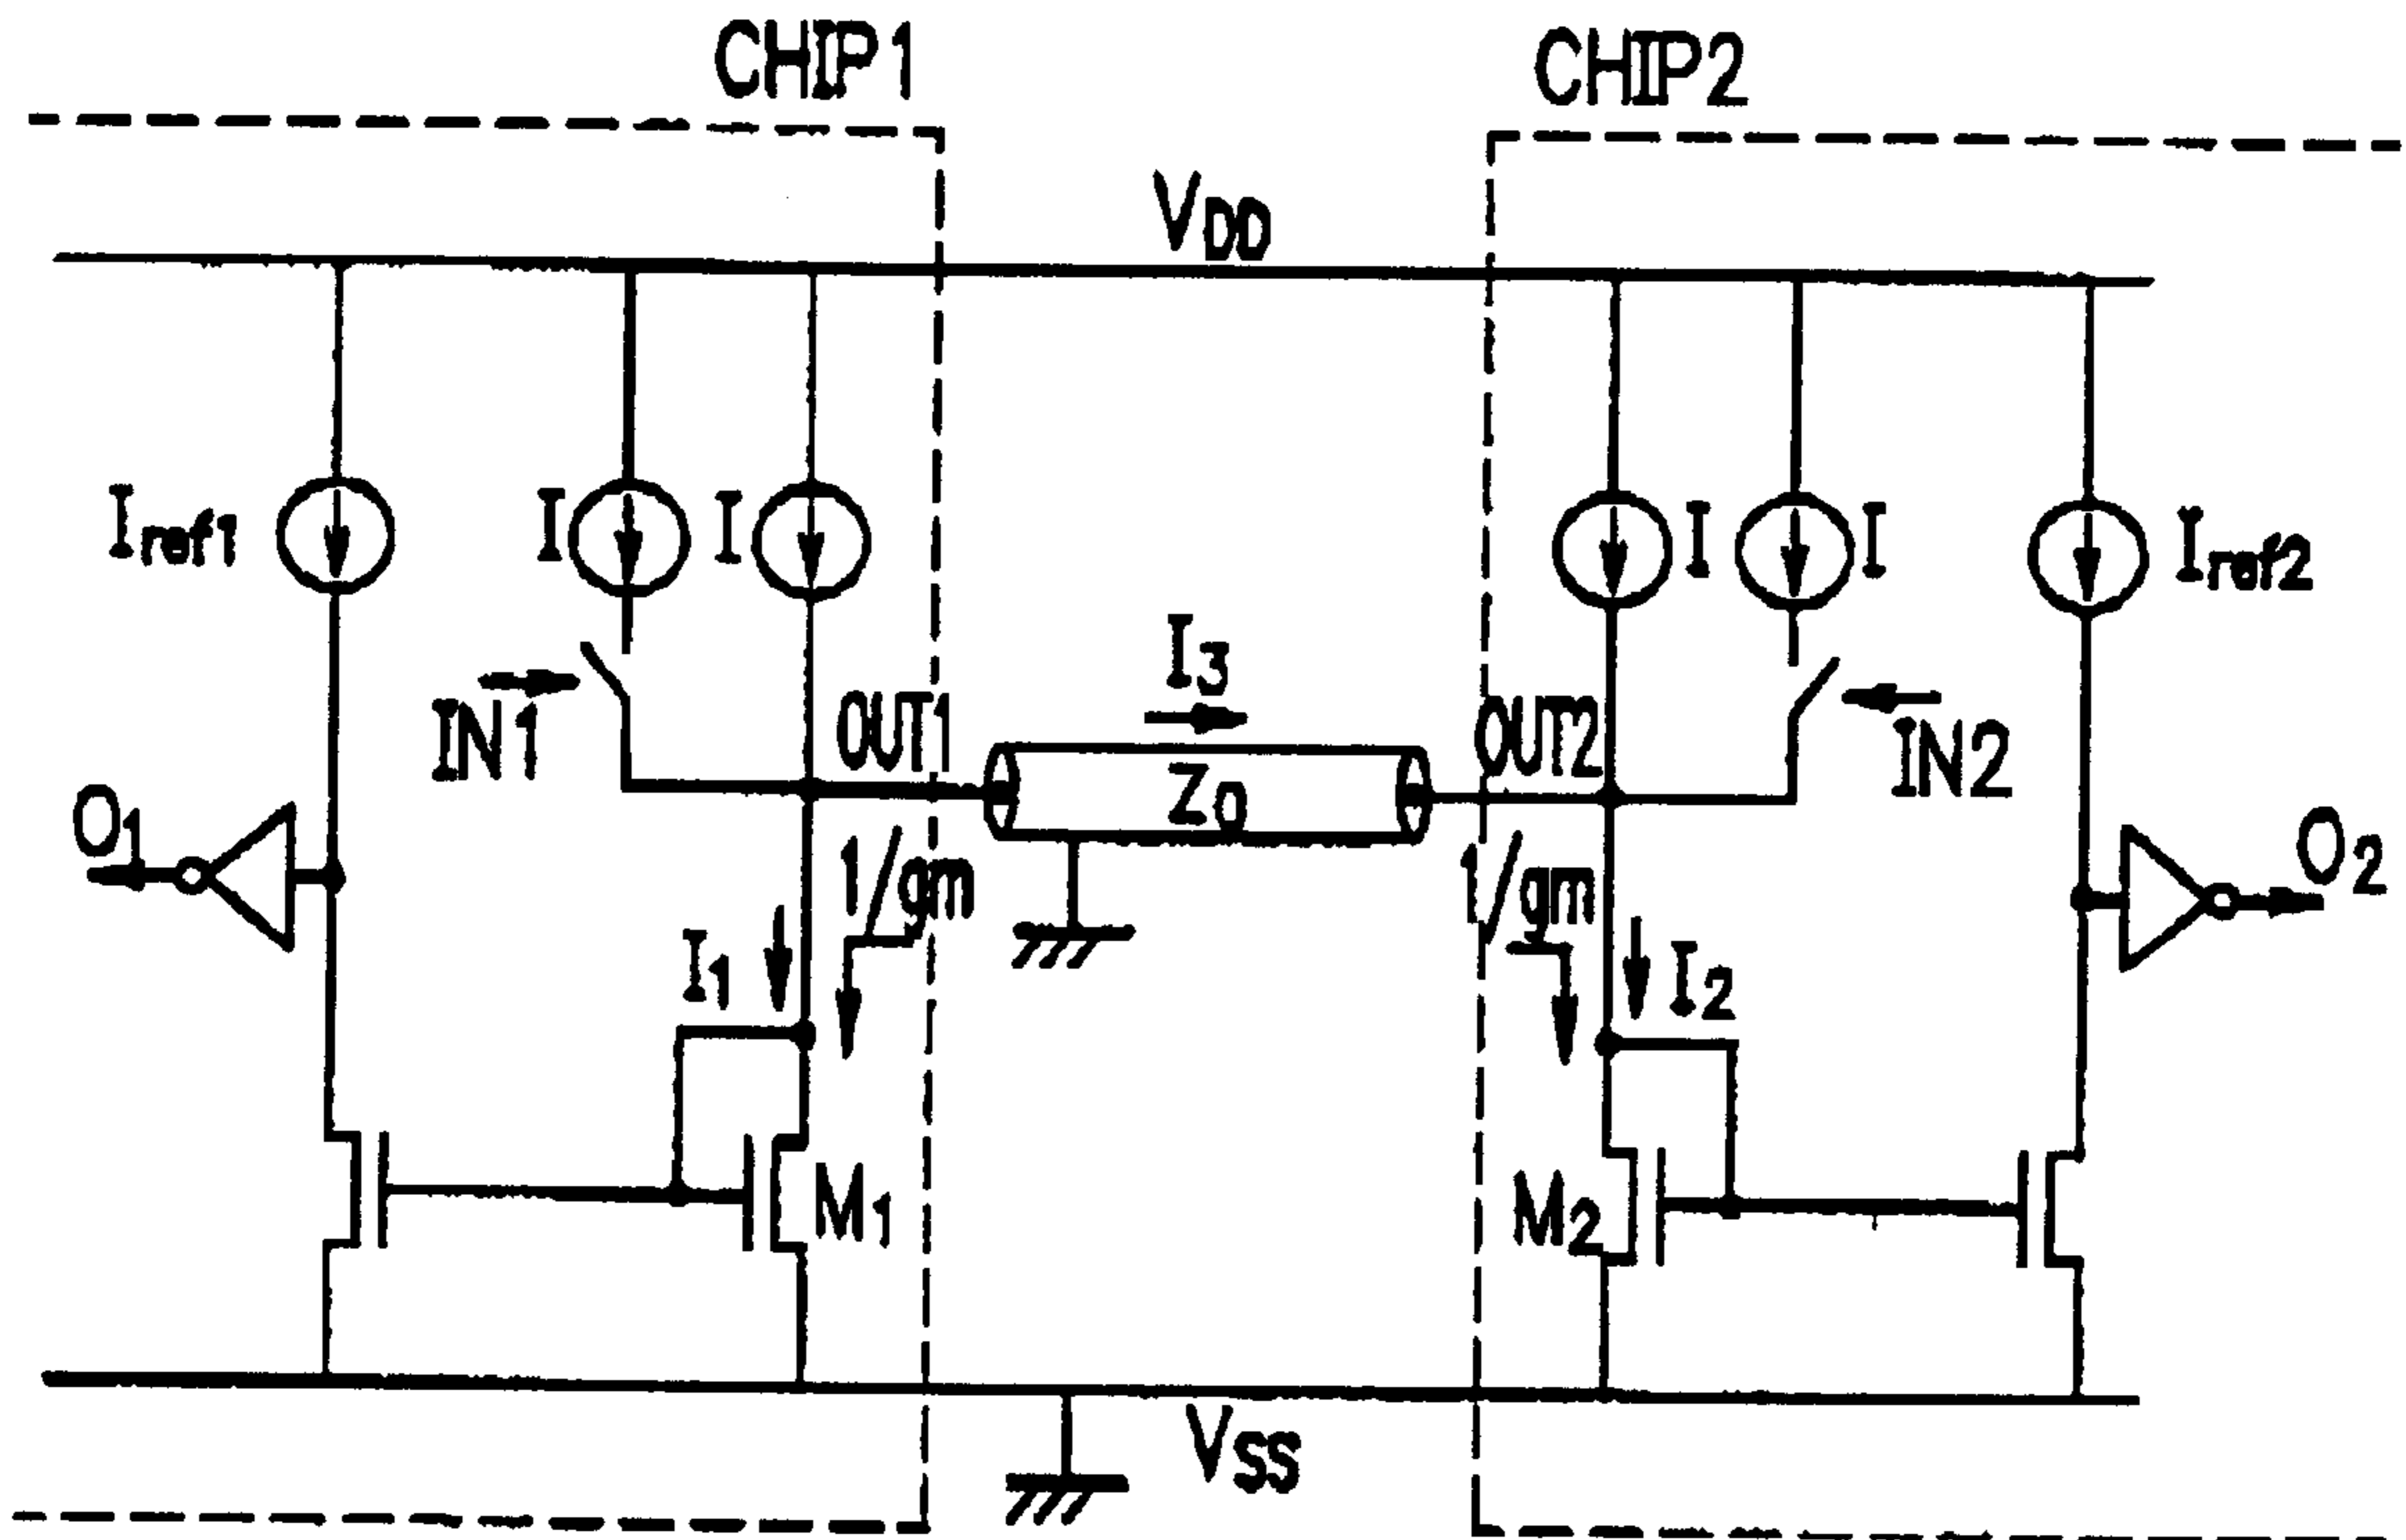 CHIP1
CHIP2
VDD
Iref1
I
I
I
I
Iref2
I3
IN1
OUT1
OUT2
IN2
Z0
O1
O2
1/gm
1/gm
I1
I2
M1
M2
VSS